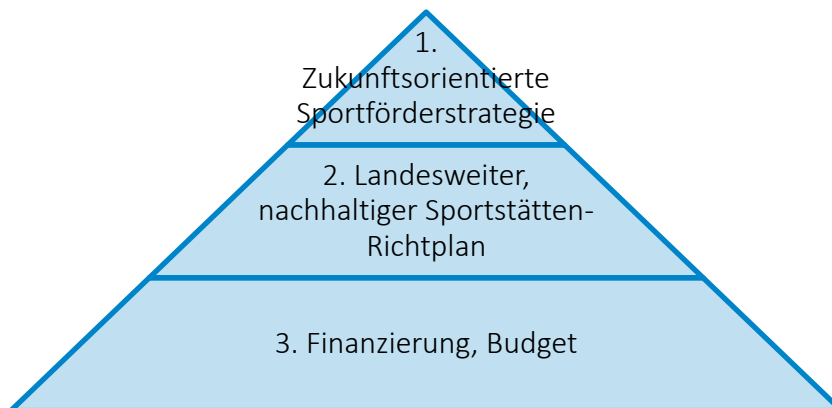 1.
Zukunftsorientierte
Sportförderstrategie
2. Landesweiter,
nachhaltiger Sportstätten-
Richtplan
3. Finanzierung, Budget